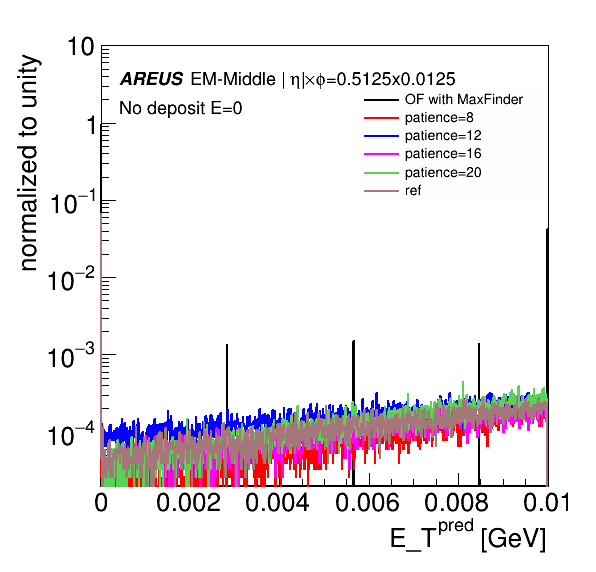 normalized to unity
10
1
10⁻¹
10⁻²
10⁻³
10⁻⁴
AREUS EM-Middle | η|×φ=0.5125x0.0125
No deposit E=0
OF with MaxFinder
patience=8
patience=12
patience=16
patience=20
ref
0 0.002 0.004 0.006 0.008 0.01
E_T^pred [GeV]